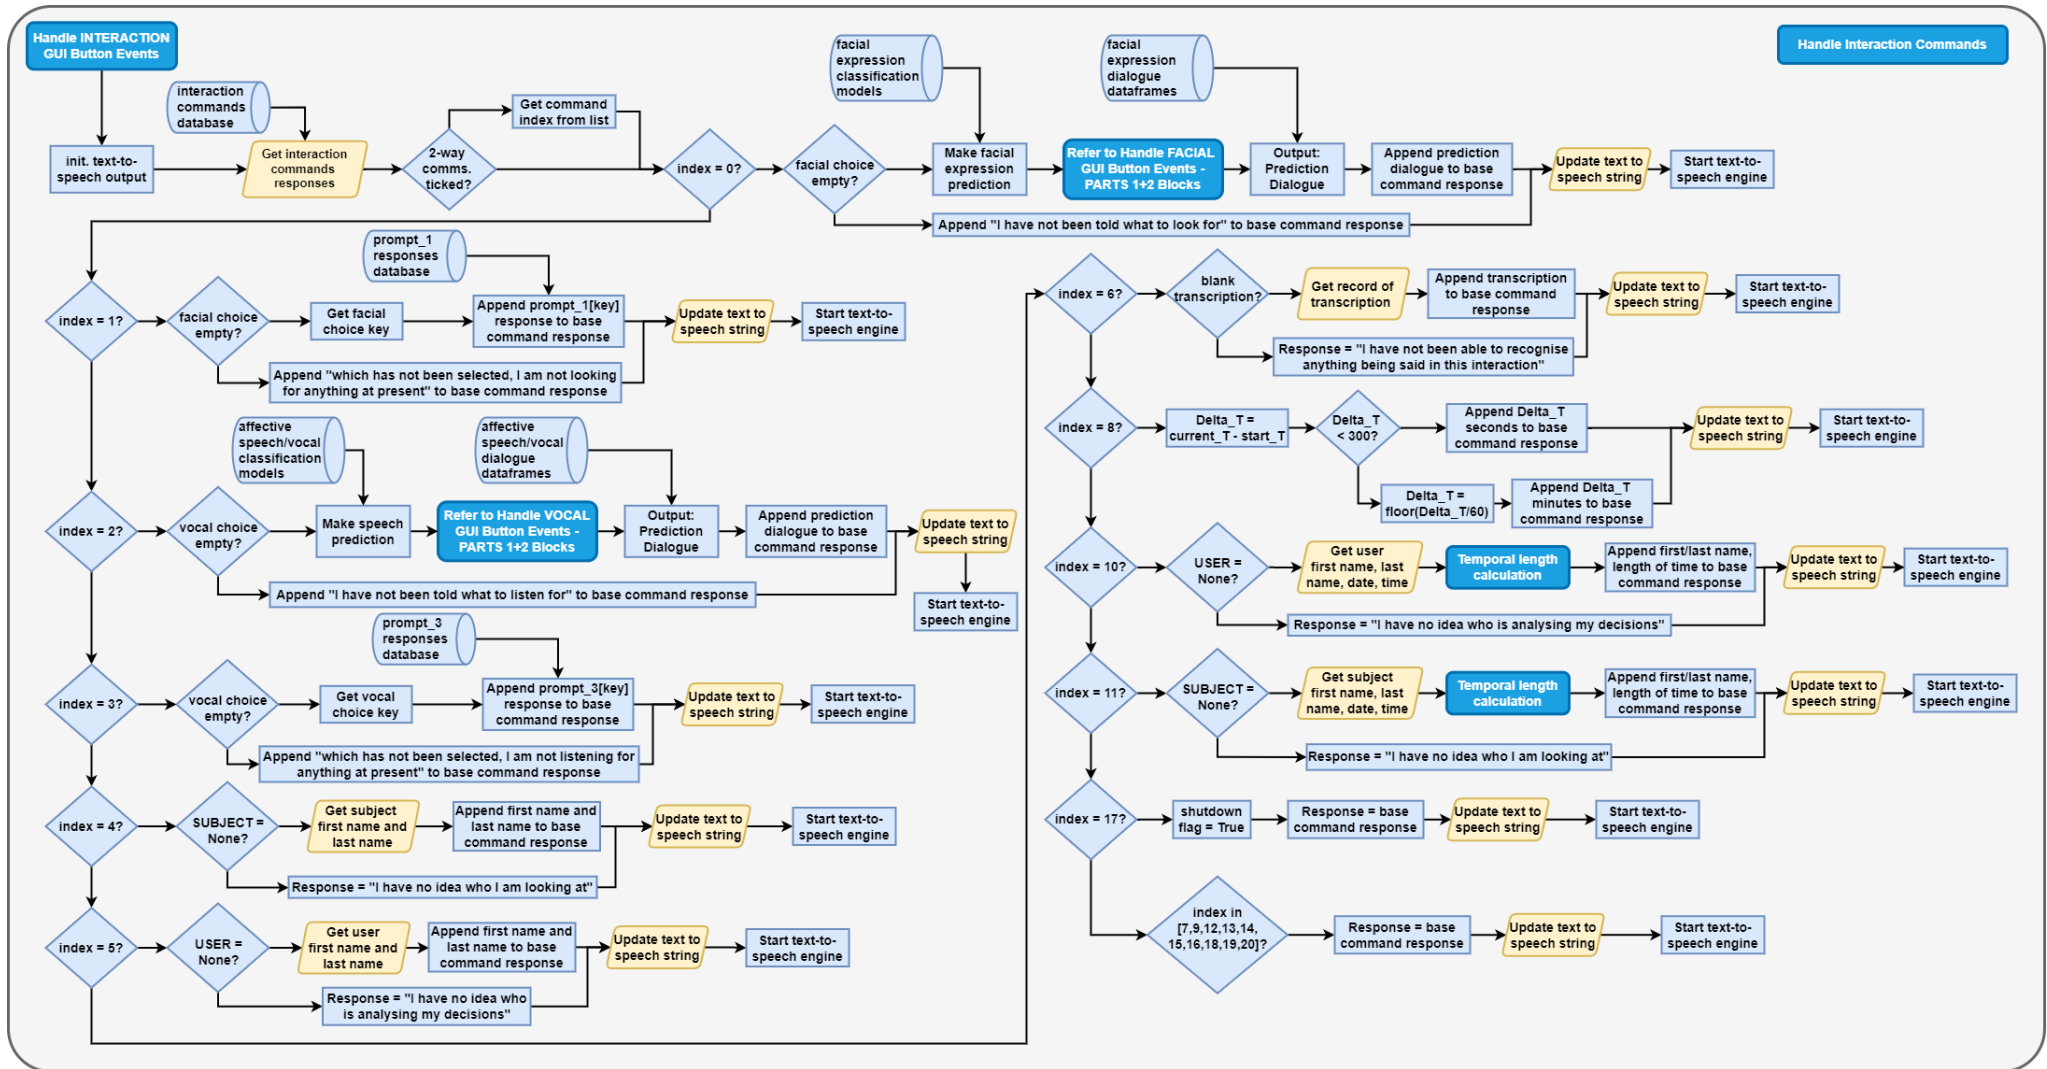 Handle INTERACTION
GUI Button Events
Handle Interaction Commands
interaction
commands
database
init. text-to-
speech output
Get interaction
commands
responses
2-way
comms.
ticked?
Get command
index from list
index = 0?
facial choice
empty?
facial
expression
classification
models
Make facial
expression
prediction
Refer to Handle FACIAL
GUI Button Events -
PARTS 1+2 Blocks
facial
expression
dialogue
dataframes
Output:
Prediction
Dialogue
Append prediction
dialogue to base
command response
Update text to
speech string
Start text-to-
speech engine
Append "I have not been told what to look for" to base command response
prompt_1
responses
database
index = 1?
facial choice
empty?
Get facial
choice key
Append prompt_1[key]
response to base
command response
Update text to
speech string
Start text-to-
speech engine
Append "which has not been selected, I am not looking
for anything at present" to base command response
affective
speech/vocal
classification
models
affective
speech/vocal
dialogue
dataframes
index = 2?
vocal choice
empty?
Make speech
prediction
Refer to Handle VOCAL
GUI Button Events -
PARTS 1+2 Blocks
Output:
Prediction
Dialogue
Append prediction
dialogue to base
command response
Update text to
speech string
Start text-to-
speech engine
Append "I have not been told what to listen for" to base command response
prompt_3
responses
database
index = 3?
vocal choice
empty?
Get vocal
choice key
Append prompt_3[key]
response to base
command response
Update text to
speech string
Start text-to-
speech engine
Append "which has not been selected, I am not listening for
anything at present" to base command response
index = 4?
SUBJECT =
None?
Get subject
first name and
last name
Append first name and
last name to base
command response
Update text to
speech string
Start text-to-
speech engine
Response = "I have no idea who I am looking at"
index = 5?
USER =
None?
Get user
first name and
last name
Append first name and
last name to base
command response
Update text to
speech string
Start text-to-
speech engine
Response = "I have no idea who
is analysing my decisions"
index = 6?
blank
transcription?
Get record of
transcription
Append transcription
to base command
response
Update text to
speech string
Start text-to-
speech engine
Response = "I have not been able to recognise
anything being said in this interaction"
index = 8?
Delta_T =
current_T - start_T
Delta_T
< 300?
Append Delta_T
seconds to base
command response
Update text to
speech string
Start text-to-
speech engine
Delta_T =
floor(Delta_T/60)
Append Delta_T
minutes to base
command response
index = 10?
USER =
None?
Get user
first name, last
name, date, time
Temporal length
calculation
Append first/last name,
length of time to base
command response
Update text to
speech string
Start text-to-
speech engine
Response = "I have no idea who is analysing my decisions"
index = 11?
SUBJECT =
None?
Get subject
first name, last
name, date, time
Temporal length
calculation
Append first/last name,
length of time to base
command response
Update text to
speech string
Start text-to-
speech engine
Response = "I have no idea who I am looking at"
index = 17?
shutdown
flag = True
Response = base
command response
Update text to
speech string
Start text-to-
speech engine
index in
[7,9,12,13,14,
15,16,18,19,20]?
Response = base
command response
Update text to
speech string
Start text-to-
speech engine